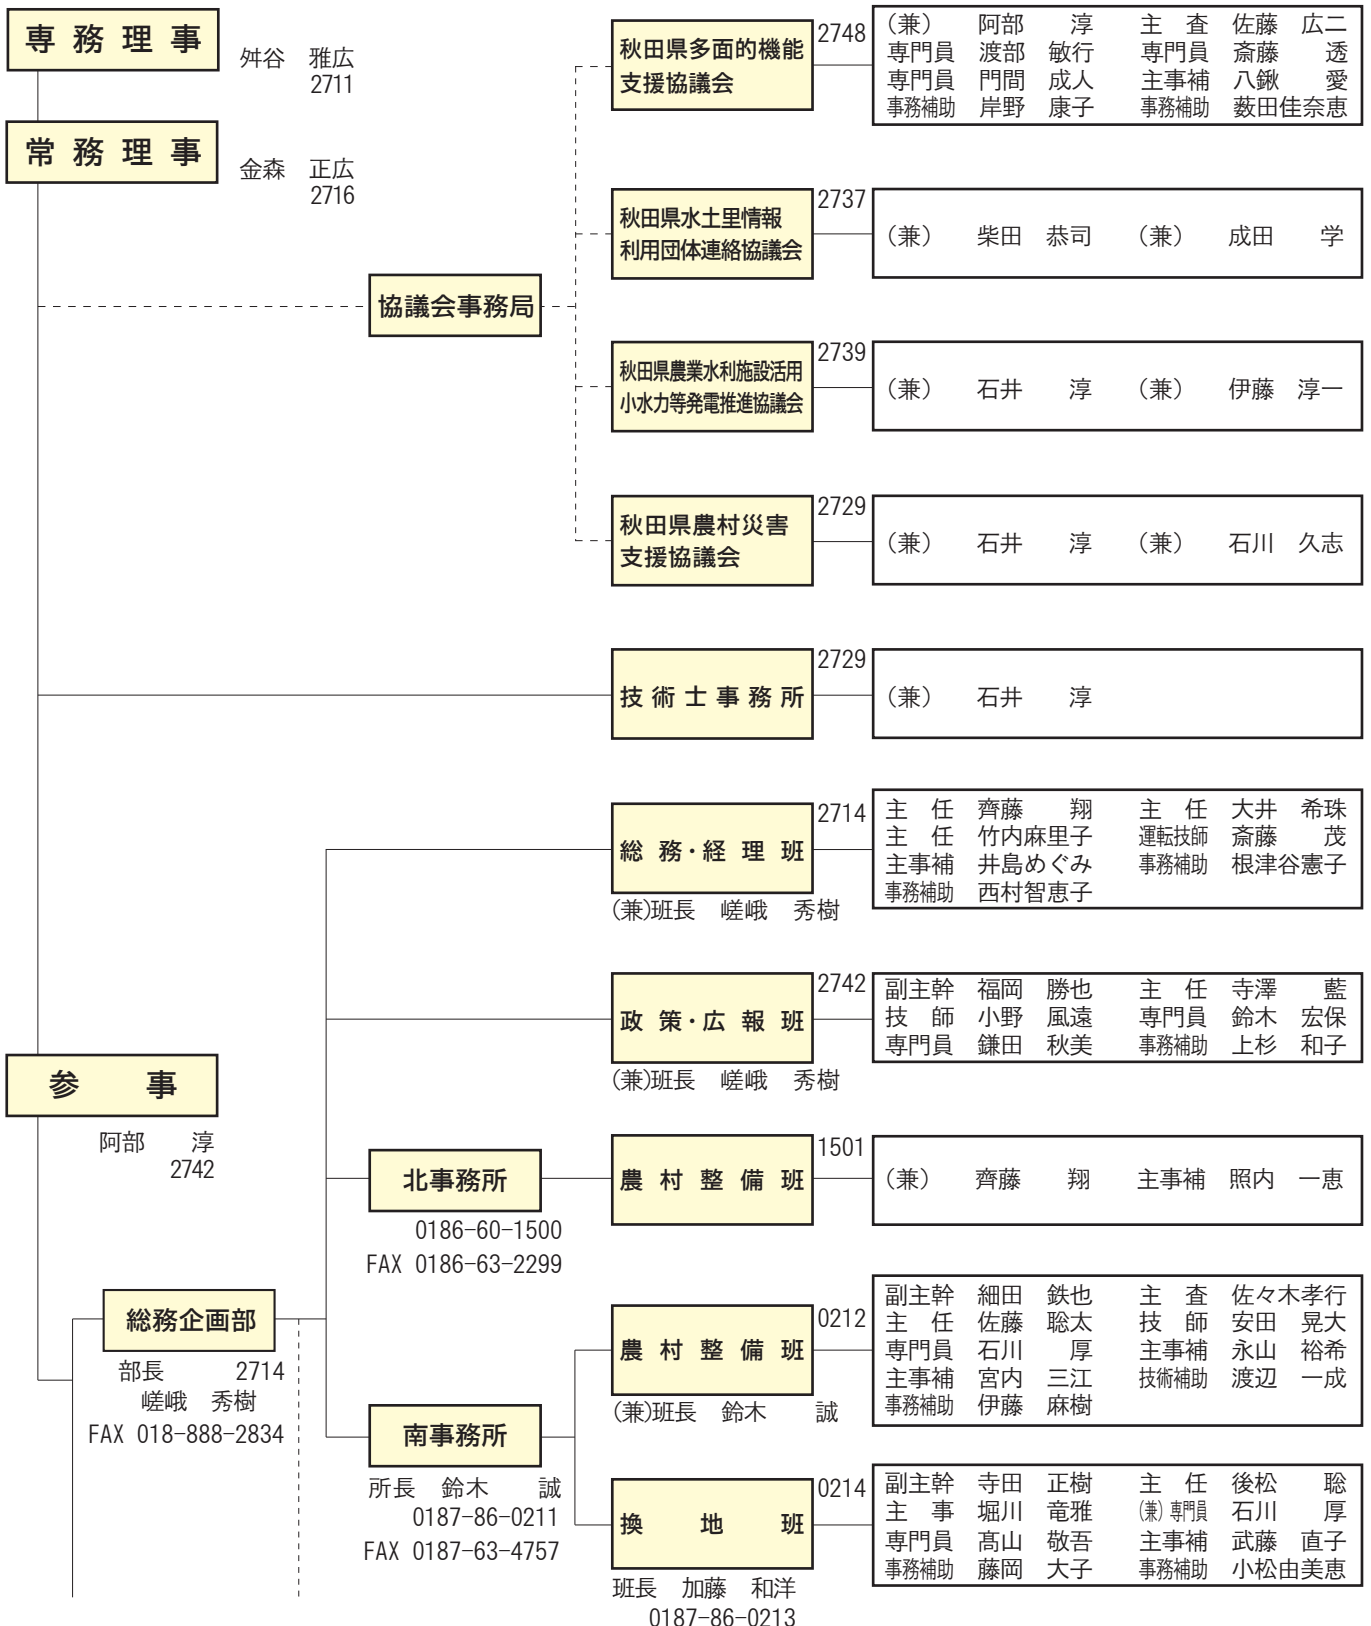 専務理事
舛谷　雅広
2711
常務理事
金森　正広
2716
協議会事務局
秋田県多面的機能
支援協議会
2748
（兼）　阿部　　淳　主　査　佐藤　広二
専門員　渡部　敏行　専門員　斎藤　　透
専門員　門間　成人　主事補　八鍬　　愛
事務補助　岸野　康子　事務補助　薮田佳奈恵
秋田県水土里情報
利用団体連絡協議会
2737
（兼）　柴田　恭司　（兼）　成田　　学
秋田県農業水利施設活用
小水力等発電推進協議会
2739
（兼）　石井　　淳　（兼）　伊藤　淳一
秋田県農村災害
支援協議会
2729
（兼）　石井　　淳　（兼）　石川　久志
技術士事務所
2729
（兼）　石井　　淳
総務・経理班
2714
(兼)班長　嵯峨　秀樹
主　任　齊藤　　翔　主　任　大井　希珠
主　任　竹内麻里子　運転技師　斎藤　　茂
主事補　井島めぐみ　事務補助　根津谷憲子
事務補助　西村智恵子
政策・広報班
2742
(兼)班長　嵯峨　秀樹
副主幹　福岡　勝也　主　任　寺澤　　藍
技　師　小野　風遠　専門員　鈴木　宏保
専門員　鎌田　秋美　事務補助　上杉　和子
参　事
阿部　　淳
2742
北事務所
0186-60-1500
FAX 0186-63-2299
農村整備班
1501
（兼）　齊藤　　翔　主事補　照内　一恵
総務企画部
部長　　2714
嵯峨　秀樹
FAX 018-888-2834
南事務所
所長　鈴木　　誠
0187-86-0211
FAX 0187-63-4757
農村整備班
0212
(兼)班長　鈴木　　誠
副主幹　細田　鉄也　主　査　佐々木孝行
主　任　佐藤　聡太　技　師　安田　晃大
専門員　石川　　厚　主事補　永山　裕希
主事補　宮内　三江　技術補助　渡辺　一成
事務補助　伊藤　麻樹
換地班
0214
班長　加藤　和洋
0187-86-0213
副主幹　寺田　正樹　主　任　後松　　聡
主　事　堀川　竜雅　(兼)専門員　石川　　厚
専門員　髙山　敬吾　主事補　武藤　直子
事務補助　藤岡　大子　事務補助　小松由美恵